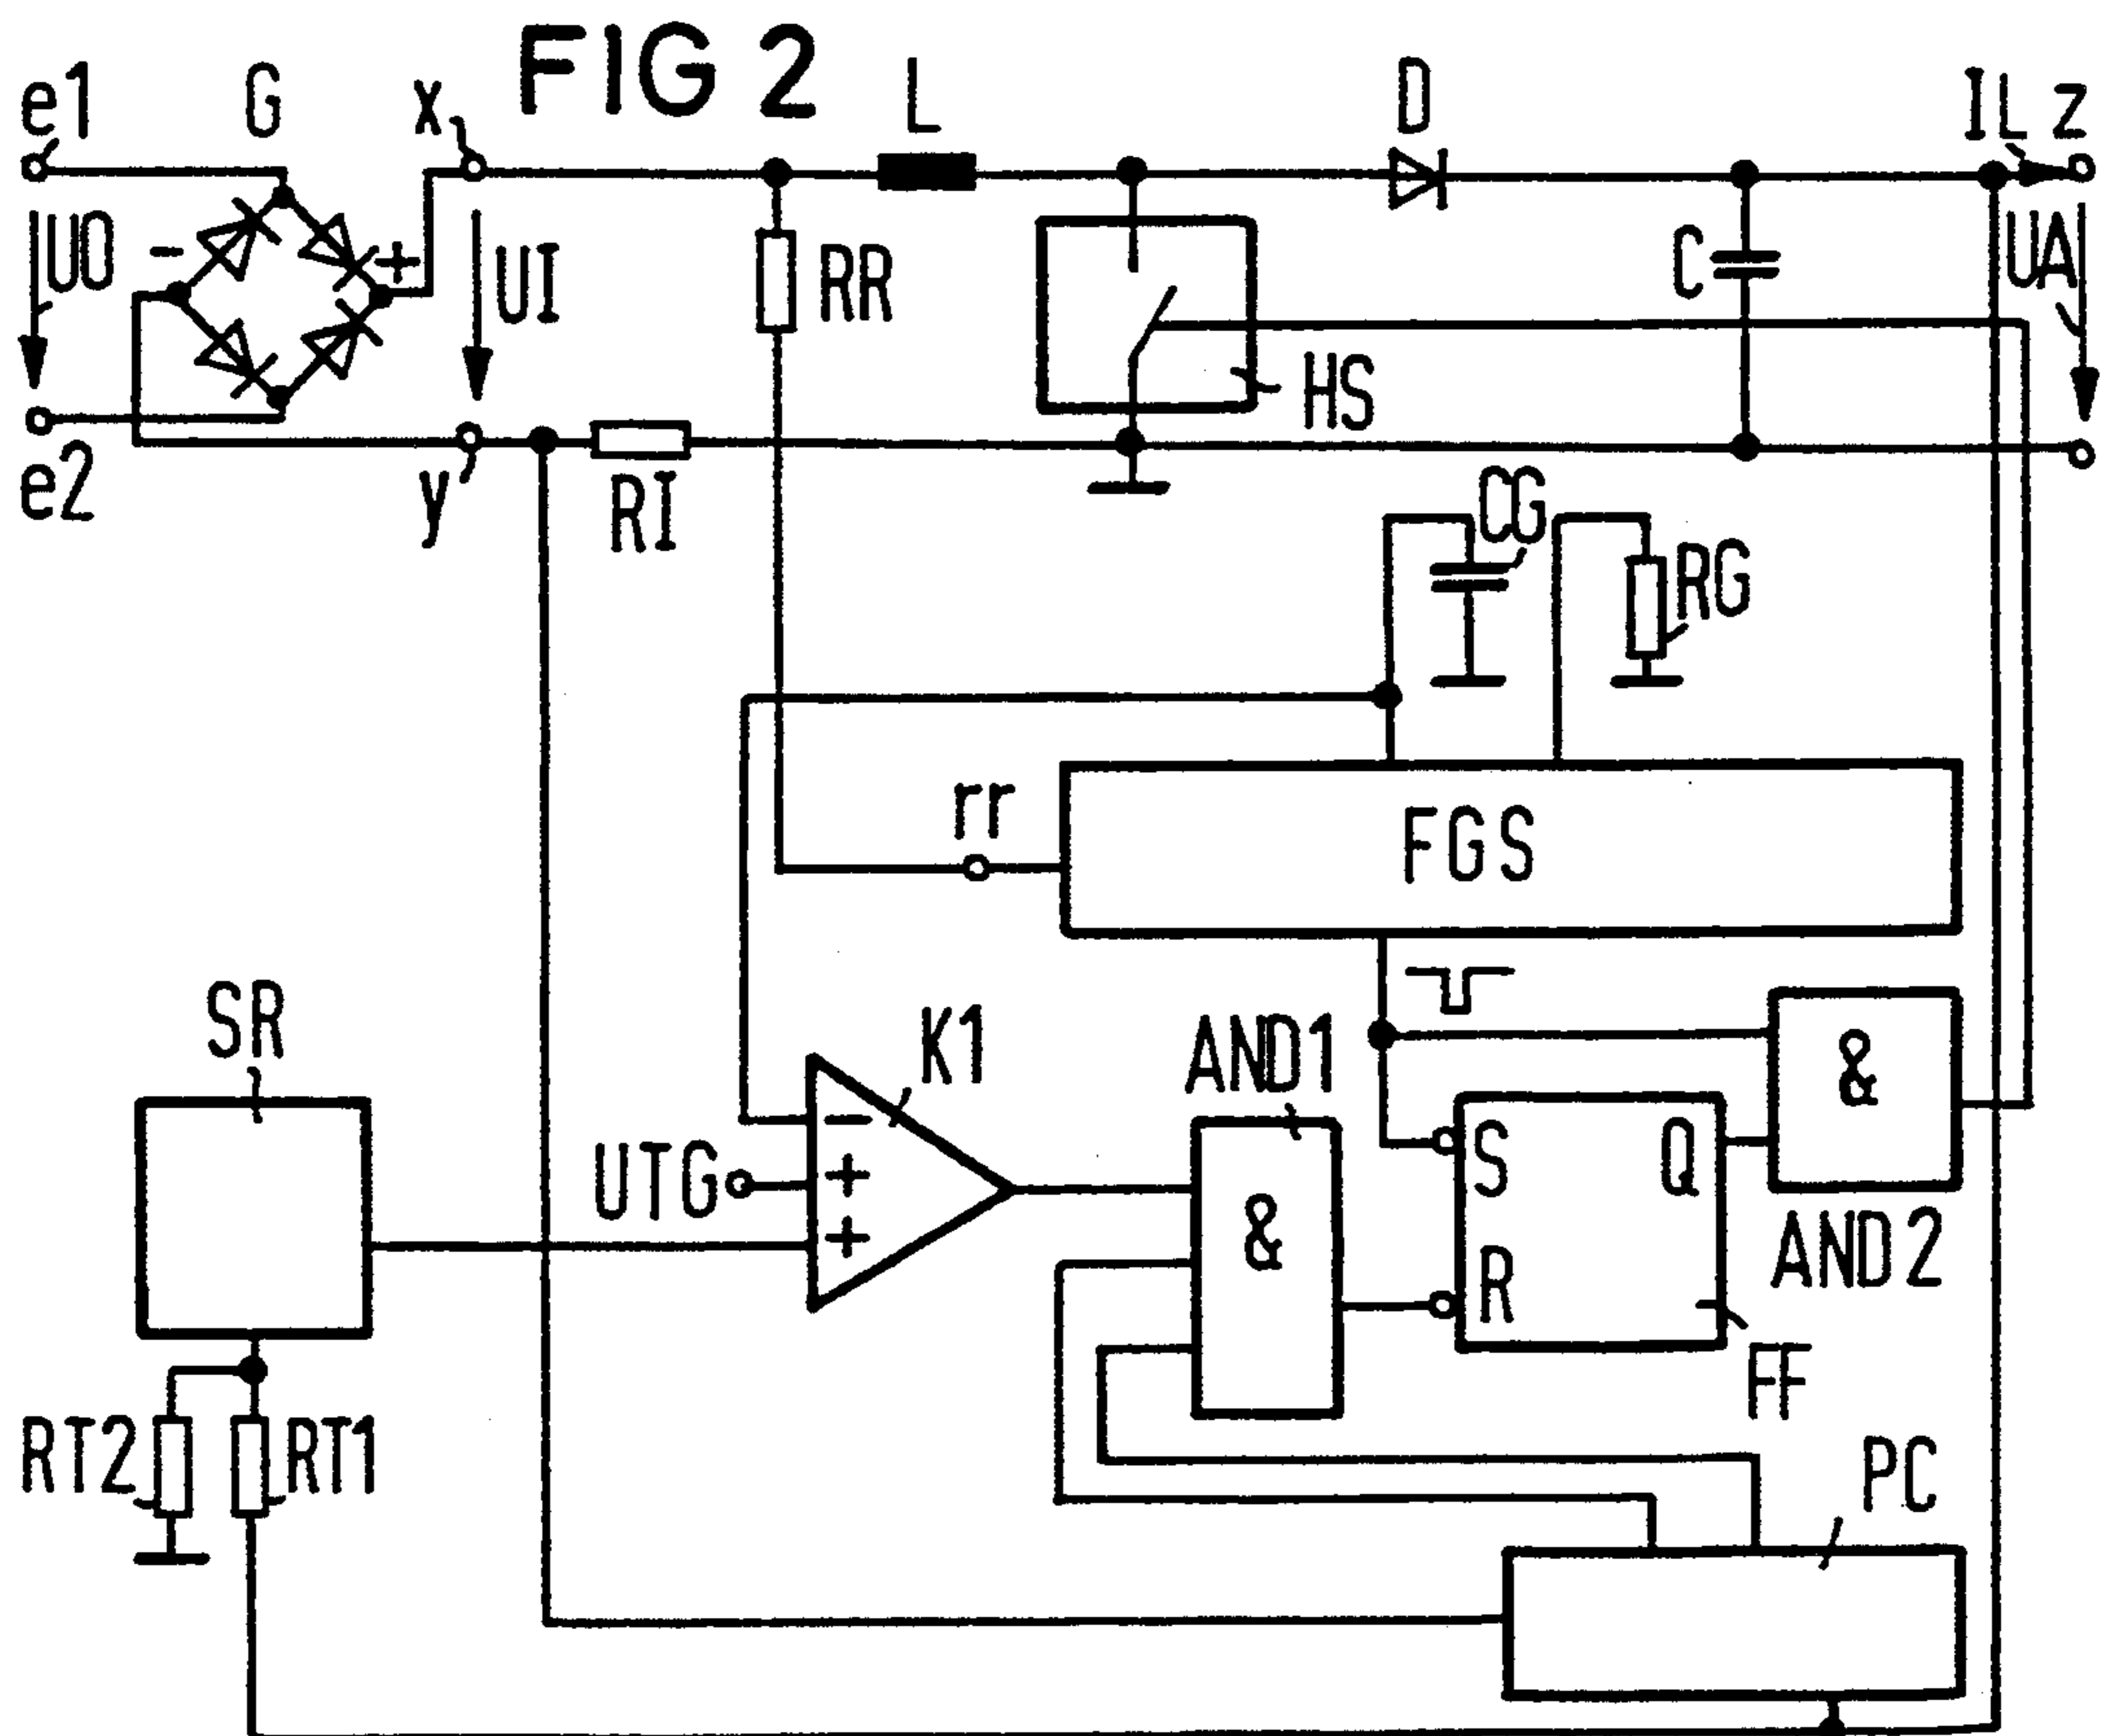 FIG 2
e1
G
x
L
D
IL
z
U0
-
+
UI
RR
C
UA
HS
e2
y
RI
CG
RG
rr
FGS
SR
K1
AND1
&
-
UTG
+
+
S
Q
&
R
AND2
FF
RT2
RT1
PC